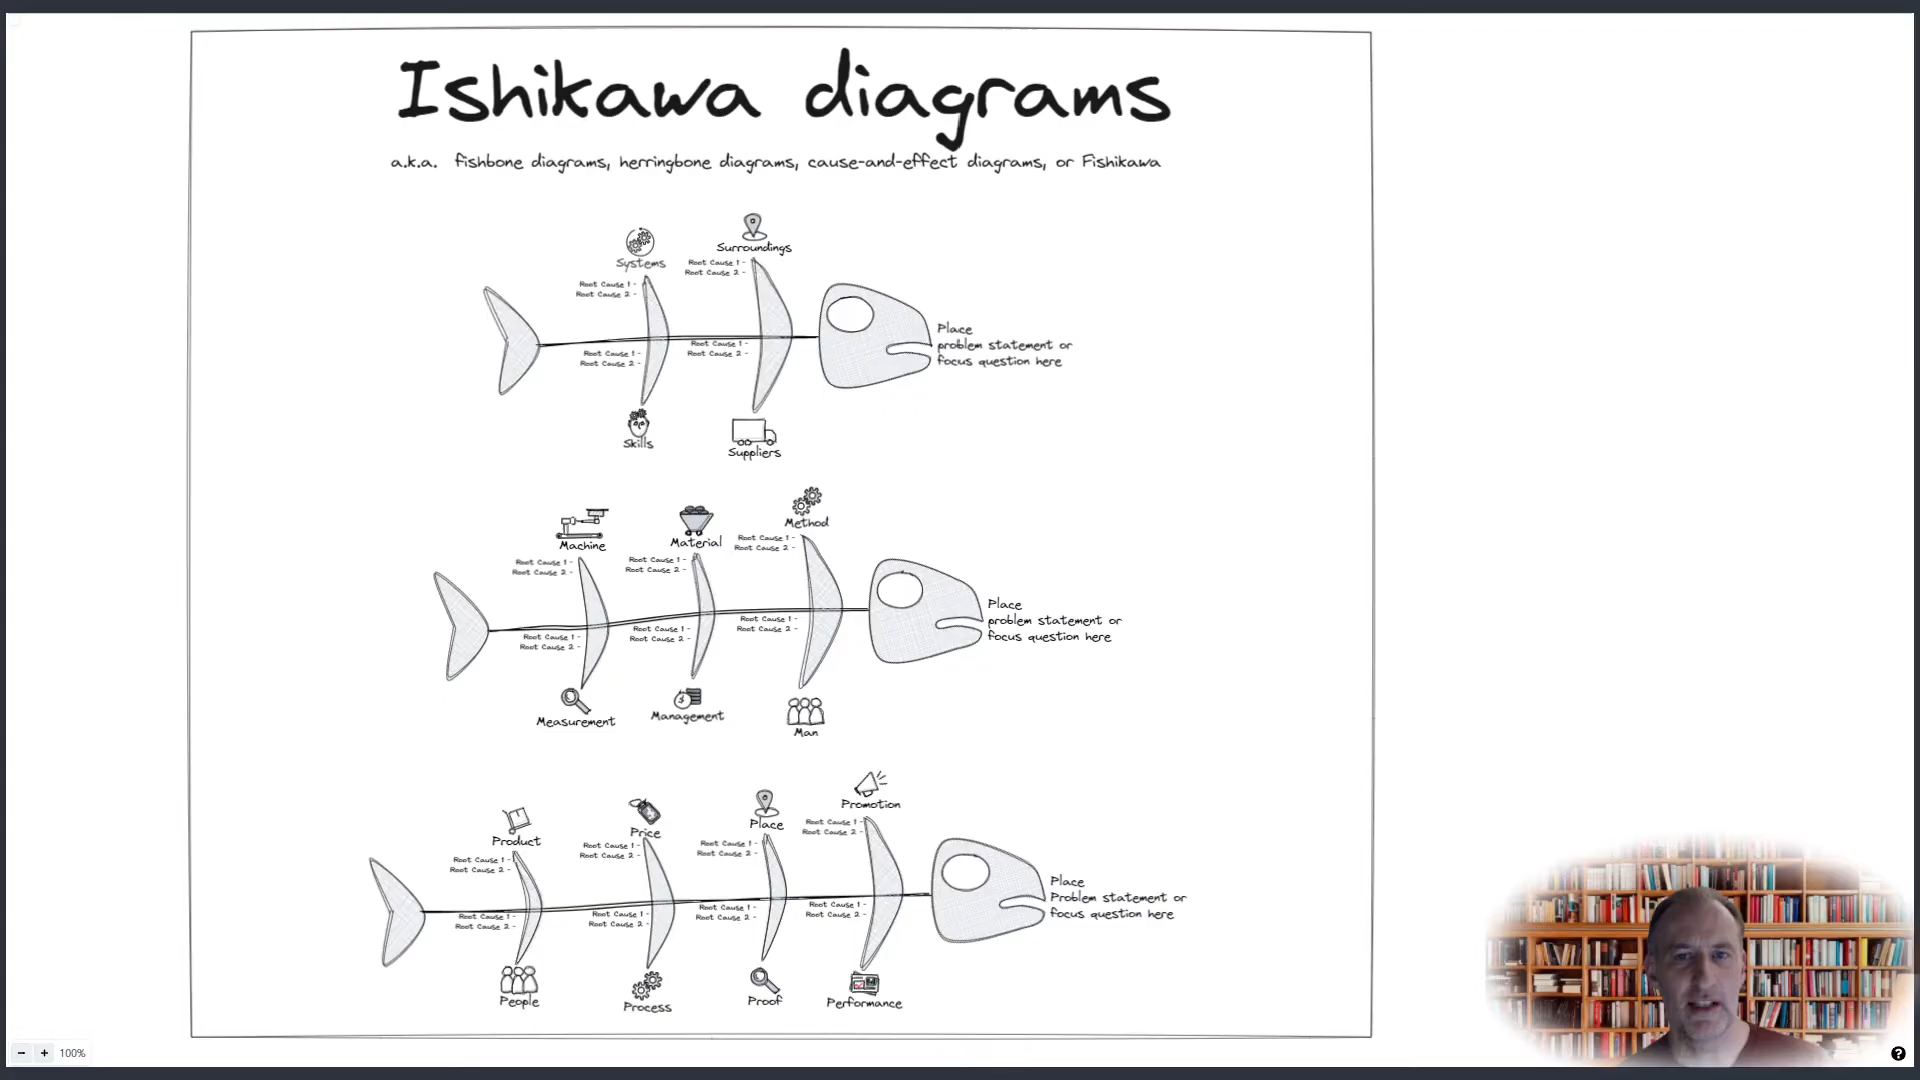 Ishikawa diagrams
a.k.a. fishbone diagrams, herringbone diagrams, cause-and-effect diagrams, or Fishikawa
Systems
Surroundings
Root Cause 1 -
Root Cause 2 -
Root Cause 1 -
Root Cause 2 -
Root Cause 1 -
Root Cause 2 -
Root Cause 1 -
Root Cause 2 -
Place
problem statement or
focus question here
Skills
Suppliers
Machine
Material
Method
Root Cause 1 -
Root Cause 2 -
Root Cause 1 -
Root Cause 2 -
Root Cause 1 -
Root Cause 2 -
Root Cause 1 -
Root Cause 2 -
Root Cause 1 -
Root Cause 2 -
Root Cause 1 -
Root Cause 2 -
Place
problem statement or
focus question here
Measurement
Management
Man
Product
Price
Place
Promotion
Root Cause 1 -
Root Cause 2 -
Root Cause 1 -
Root Cause 2 -
Root Cause 1 -
Root Cause 2 -
Root Cause 1 -
Root Cause 2 -
Root Cause 1 -
Root Cause 2 -
Root Cause 1 -
Root Cause 2 -
Root Cause 1 -
Root Cause 2 -
Root Cause 1 -
Root Cause 2 -
Place
Problem statement or
focus question here
People
Process
Proof
Performance
100%